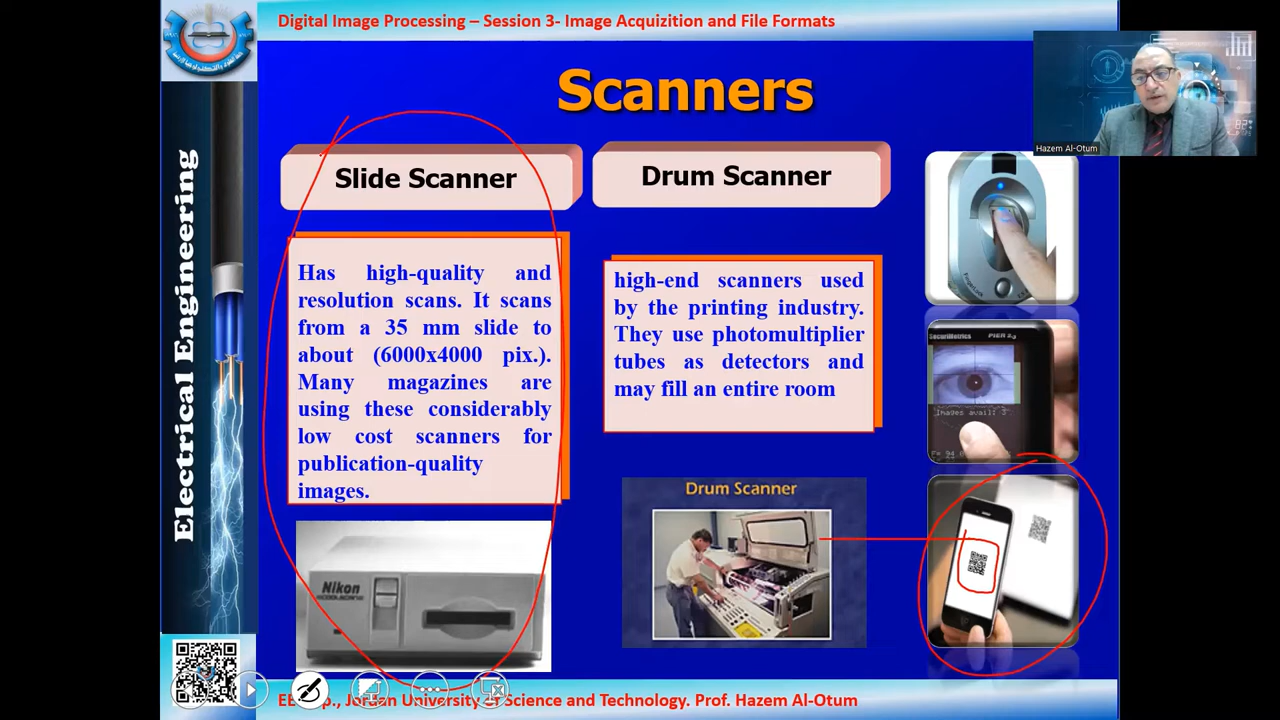 Digital Image Processing – Session 3- Image Acquizition and File Formats
Scanners
Hazem Al-Otum
Electrical Engineering
Slide Scanner
Has high-quality and
resolution scans. It scans
from a 35 mm slide to
about (6000x4000 pix.).
Many magazines are
using these considerably
low cost scanners for
publication-quality
images.
Nikon
Drum Scanner
high-end scanners used
by the printing industry.
They use photomultiplier
tubes as detectors and
may fill an entire room
Drum Scanner
SecuriMetrics
Images avail: 3
Jordan University of Science and Technology. Prof. Hazem Al-Otum